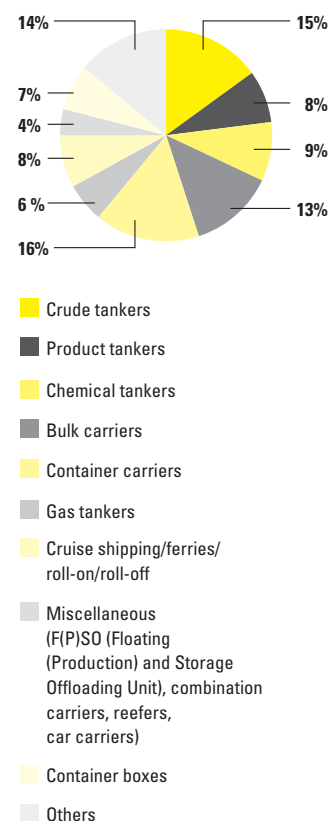 14%
15%
7%
8%
4%
9%
8%
6 %
13%
16%
Crude tankers
Product tankers
Chemical tankers
Bulk carriers
Container carriers
Gas tankers
Cruise shipping/ferries/
roll-on/roll-off
Miscellaneous
(F(P)SO (Floating
(Production) and Storage
Offloading Unit), combination
carriers, reefers,
car carriers)
Container boxes
Others